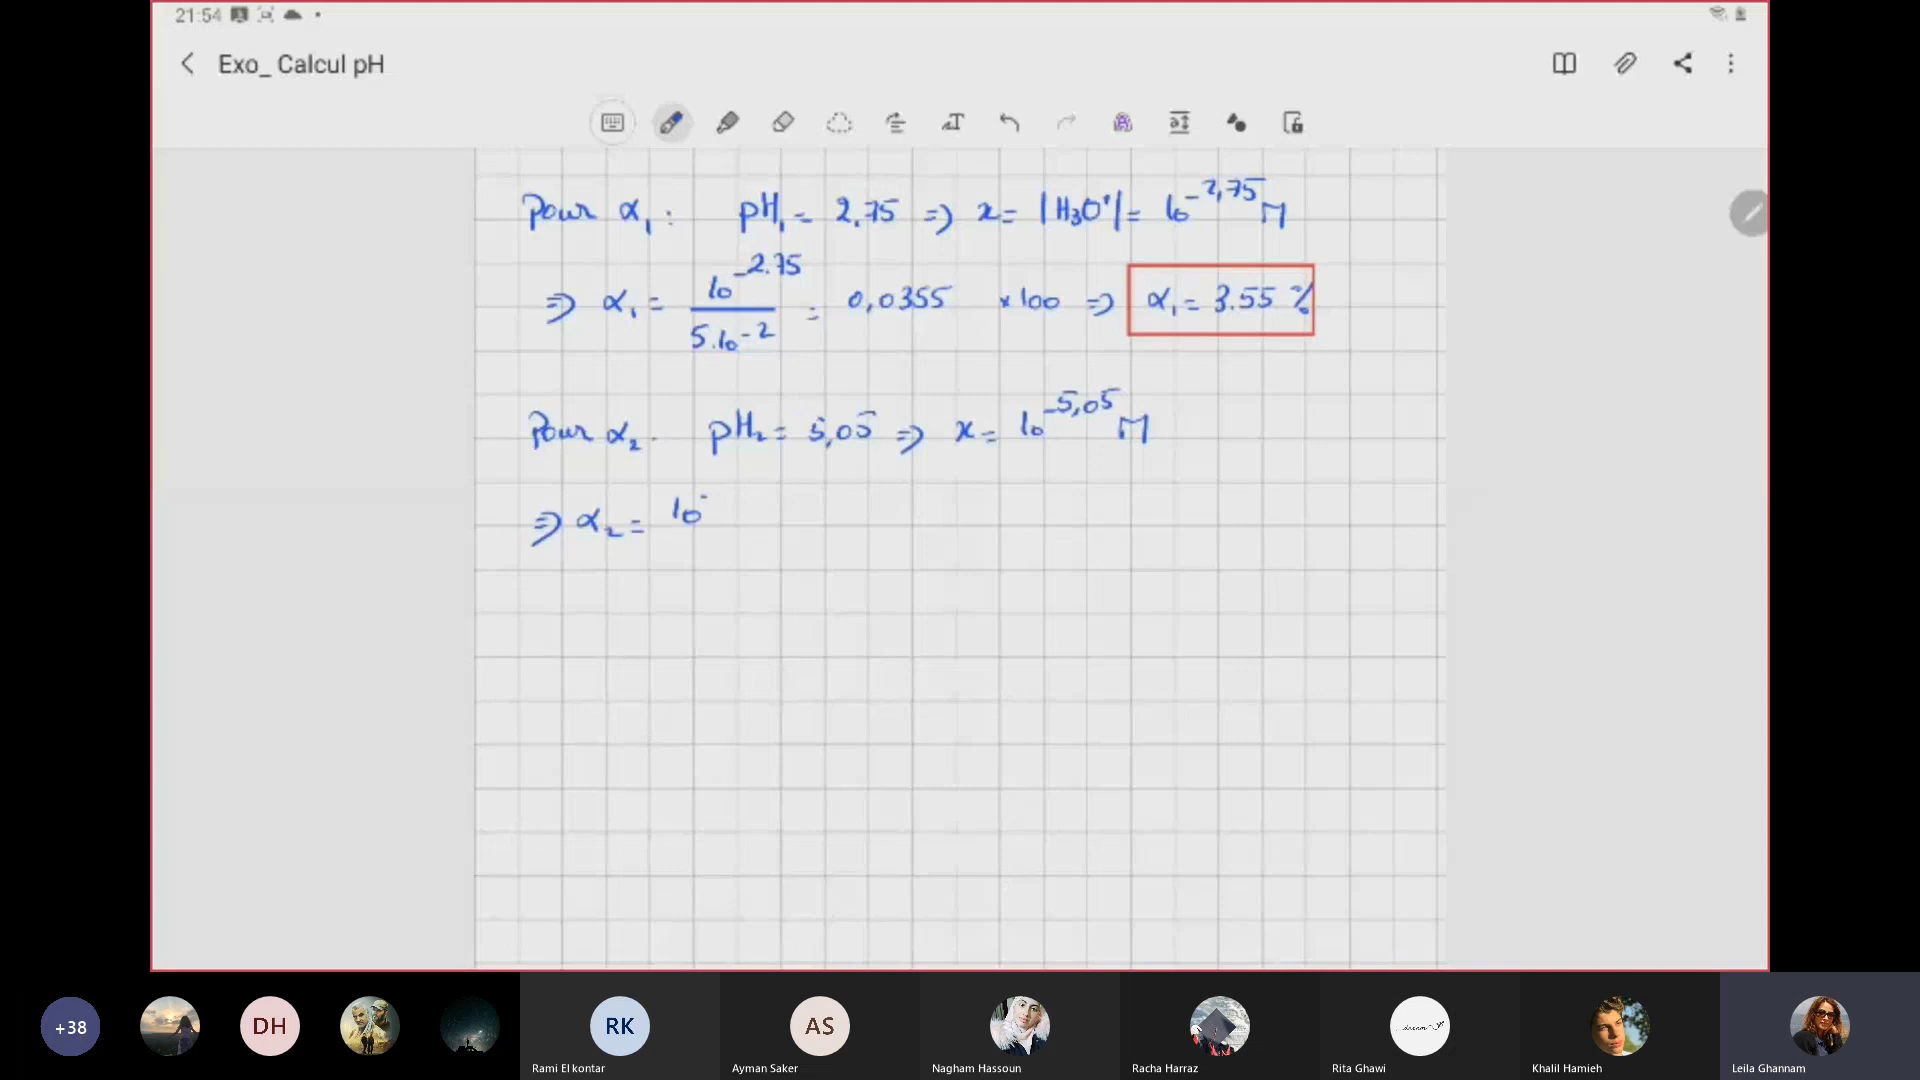 21:54
Exo_ Calcul pH
Pour α₁ : pH₁ = 2,75 => x = |H₃O⁺| = 10⁻²,⁷⁵ M
=> α₁ = 10⁻²·⁷⁵ / 5.10⁻² = 0,0355 × 100 => α₁ = 3.55 %
Pour α₂. pH₂ = 5,05 => x = 10⁻⁵,⁰⁵ M
=> α₂ = 10⁻
+38
DH
RK
AS
dream
Rami El kontar
Ayman Saker
Nagham Hassoun
Racha Harraz
Rita Ghawi
Khalil Hamieh
Leila Ghannam